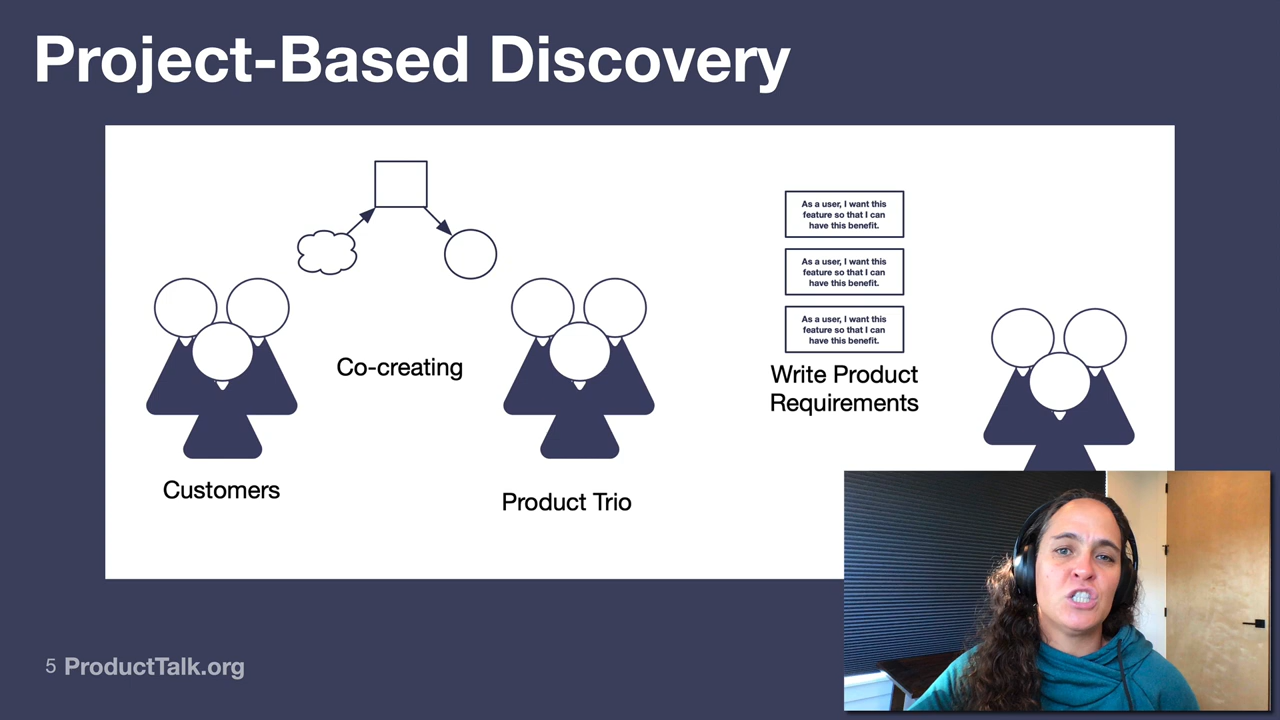 Project-Based Discovery
As a user, I want this
feature so that I can
have this benefit.
As a user, I want this
feature so that I can
have this benefit.
As a user, I want this
feature so that I can
have this benefit.
Co-creating
Write Product
Requirements
Customers
Product Trio
5 ProductTalk.org